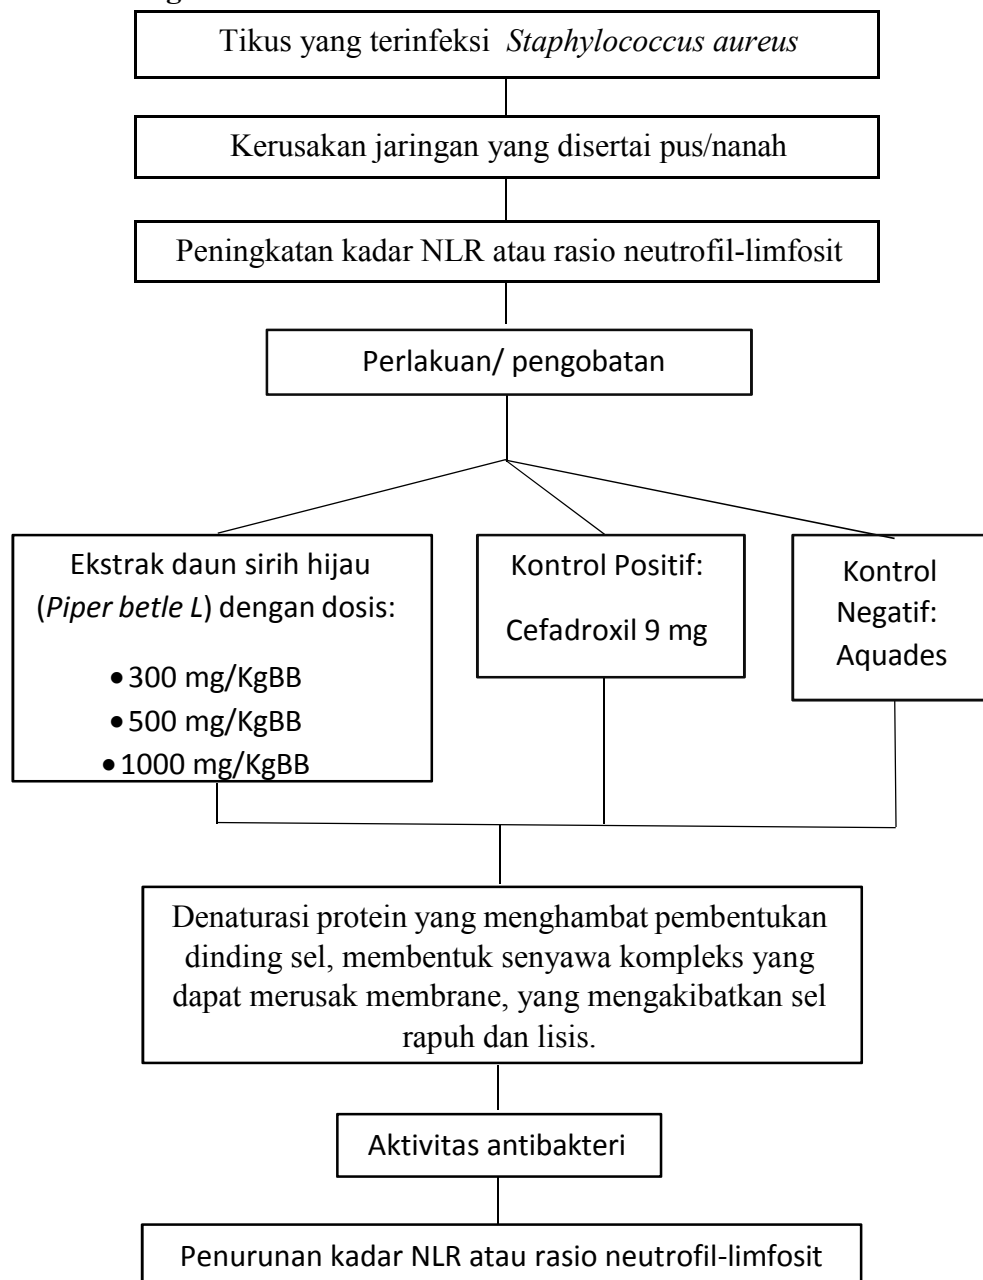 Tikus yang terinfeksi Staphylococcus aureus
Kerusakan jaringan yang disertai pus/nanah
Peningkatan kadar NLR atau rasio neutrofil-limfosit
Perlakuan/ pengobatan
Ekstrak daun sirih hijau
(Piper betle L) dengan dosis:
•300 mg/KgBB
•500 mg/KgBB
•1000 mg/KgBB
Kontrol Positif:
Cefadroxil 9 mg
Kontrol
Negatif:
Aquades
Denaturasi protein yang menghambat pembentukan
dinding sel, membentuk senyawa kompleks yang
dapat merusak membrane, yang mengakibatkan sel
rapuh dan lisis.
Aktivitas antibakteri
Penurunan kadar NLR atau rasio neutrofil-limfosit